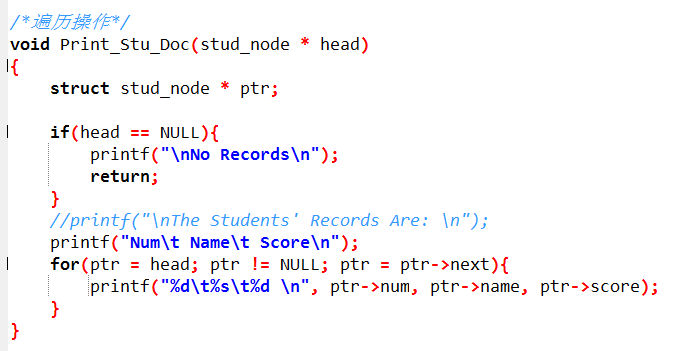 /*遍历操作*/
void Print_Stu_Doc(stud_node * head)
{
    struct stud_node * ptr;

    if(head == NULL){
        printf("\nNo Records\n");
        return;
    }
    //printf("\nThe Students' Records Are: \n");
    printf("Num\t Name\t Score\n");
    for(ptr = head; ptr != NULL; ptr = ptr->next){
        printf("%d\t%s\t%d \n", ptr->num, ptr->name, ptr->score);
    }
}